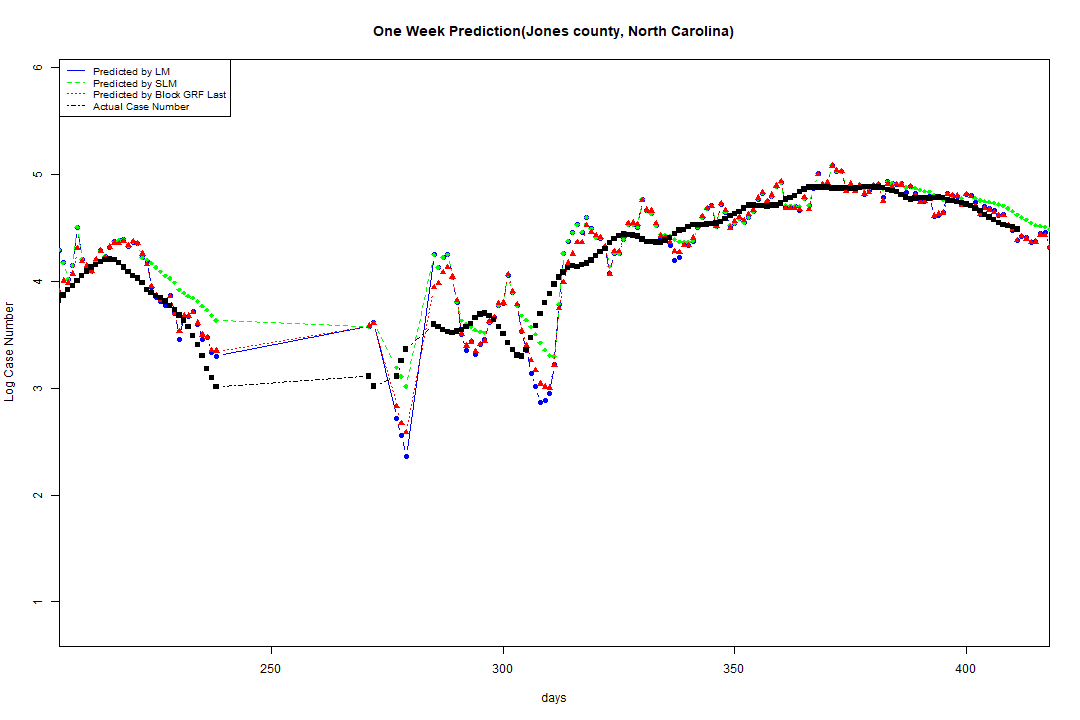 One Week Prediction(Jones county, North Carolina)
Predicted by LM
Predicted by SLM
Predicted by Block GRF Last
Actual Case Number
6
5
4
3
2
1
Log Case Number
250 300 350 400
days